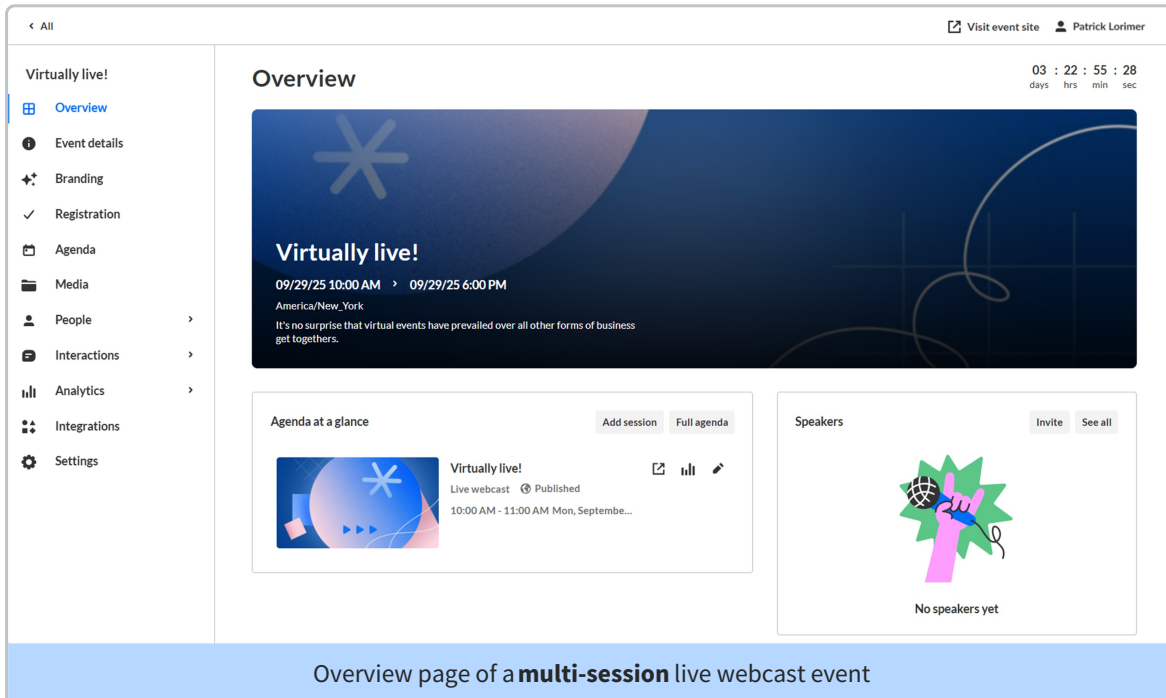 All
Visit event site
Patrick Lorimer
Virtually live!
Overview
Event details
Branding
Registration
Agenda
Media
People
Interactions
Analytics
Integrations
Settings
Overview
03 : 22 : 55 : 28
days hrs min sec
Virtually live!
09/29/25 10:00 AM > 09/29/25 6:00 PM
America/New_York
It's no surprise that virtual events have prevailed over all other forms of business
get togethers.
Agenda at a glance
Add session
Full agenda
Virtually live!
Live webcast Published
10:00 AM - 11:00 AM Mon, Septembe...
Speakers
Invite
See all
No speakers yet
Overview page of a multi-session live webcast event